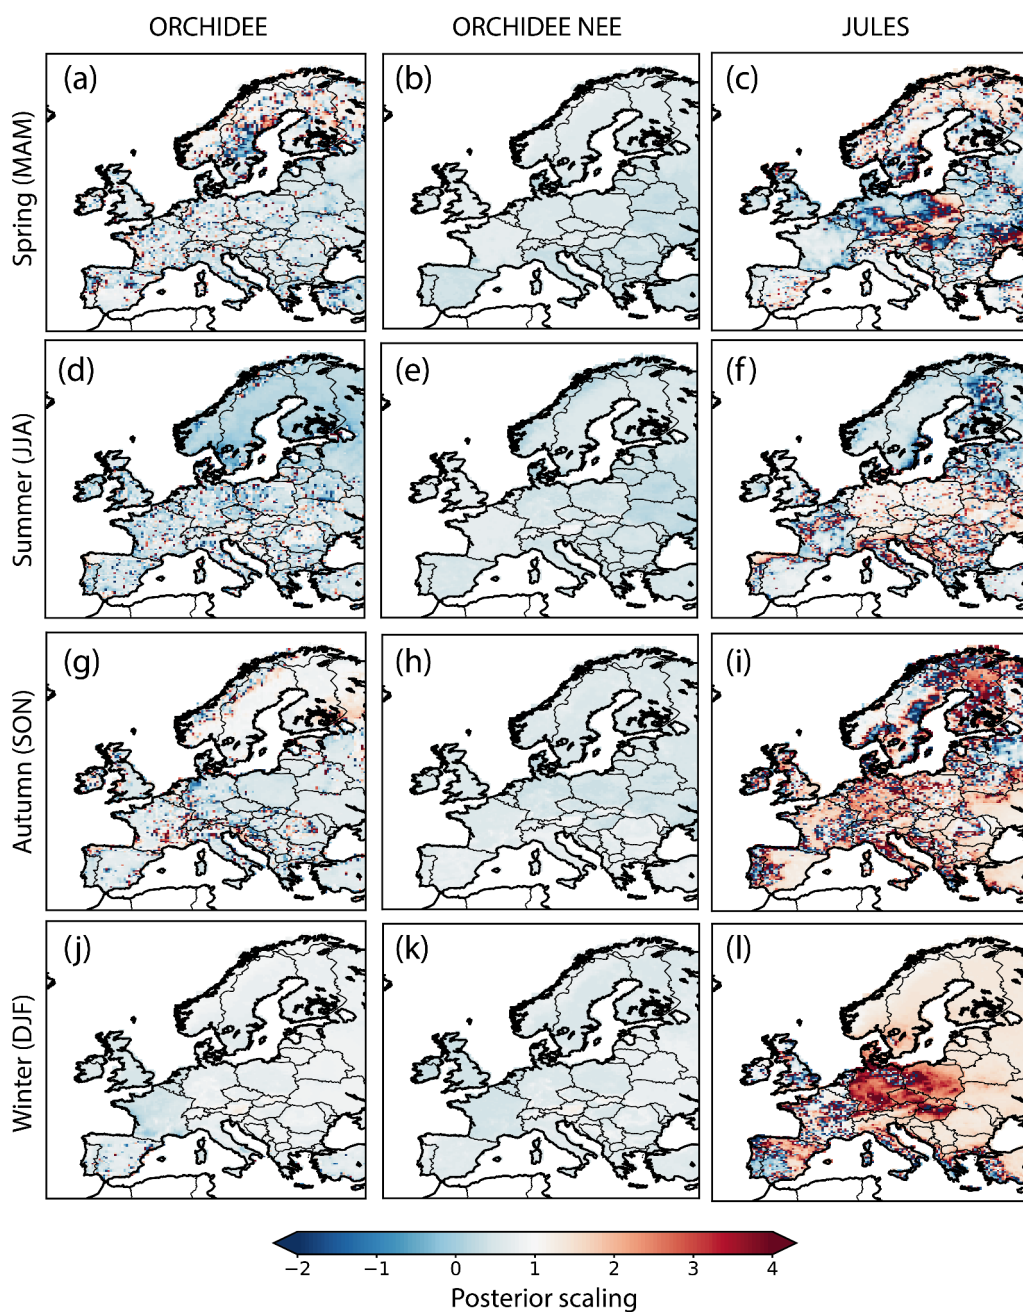 ORCHIDEE ORCHIDEE NEE JULES
Spring (MAM)
(a) (b) (c)
Summer (JJA)
(d) (e) (f)
Autumn (SON)
(g) (h) (i)
Winter (DJF)
(j) (k) (l)
−2 −1 0 1 2 3 4
Posterior scaling